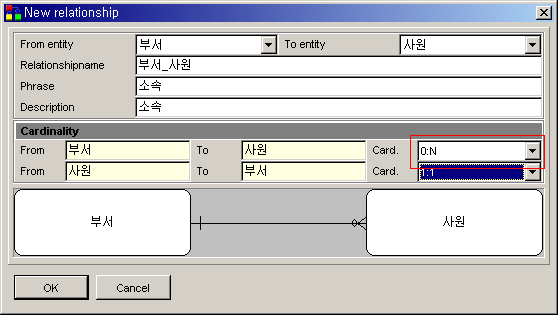 New relationship
From entity 부서 To entity 사원
Relationshipname 부서_사원
Phrase 소속
Description 소속
Cardinality
From 부서 To 사원 Card. 0:N
From 사원 To 부서 Card. 1:1
부서 사원
OK Cancel